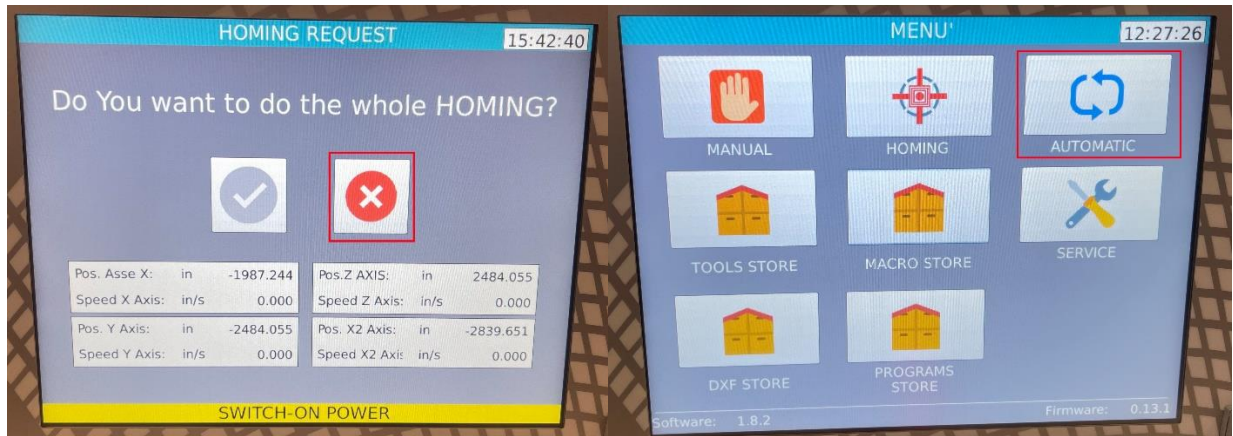 HOMING REQUEST
15:42:40
Do You want to do the whole HOMING?
Pos. Asse X: in -1987.244
Speed X Axis: in/s 0.000
Pos.Z AXIS: in 2484.055
Speed Z Axis: in/s 0.000
Pos. Y Axis: in -2484.055
Speed Y Axis: in/s 0.000
Pos. X2 Axis: in -2839.651
Speed X2 Axis in/s 0.000
SWITCH-ON POWER
MENU'
12:27:26
MANUAL
HOMING
AUTOMATIC
TOOLS STORE
MACRO STORE
SERVICE
DXF STORE
PROGRAMS
STORE
Software: 1.8.2
Firmware: 0.13.1